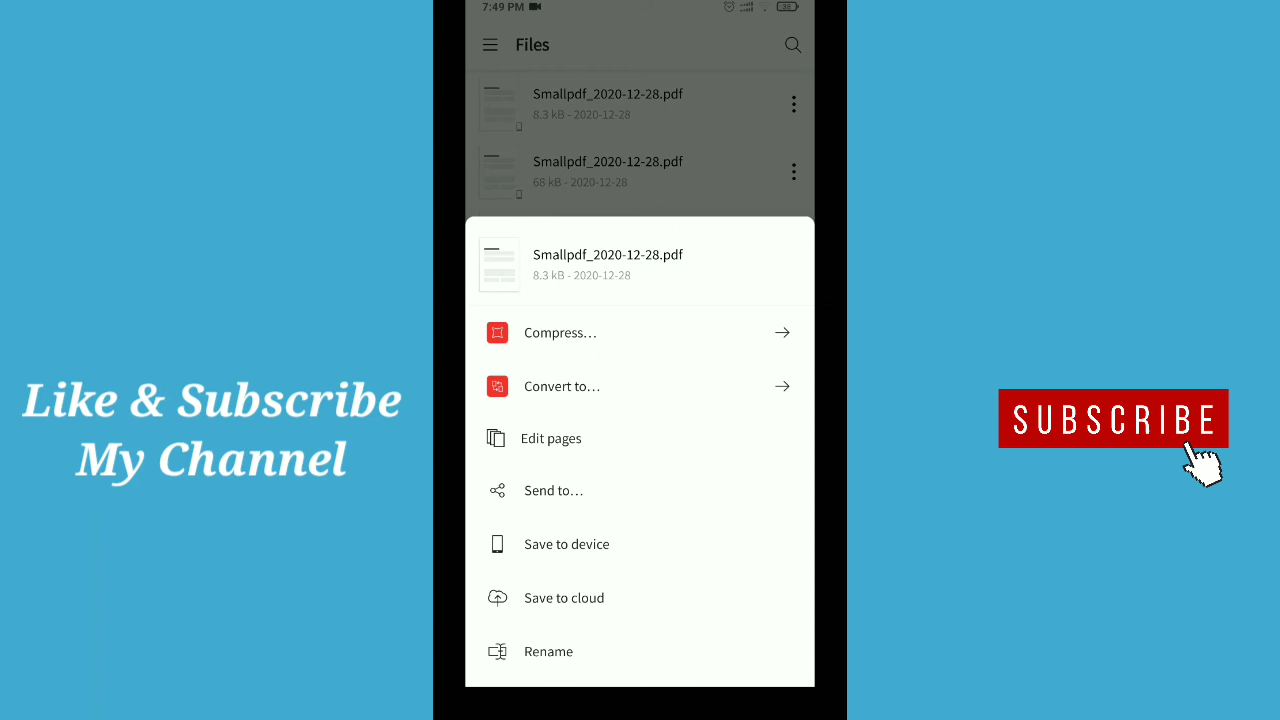 7:49 PM
38
Files
Smallpdf_2020-12-28.pdf
8.3 kB - 2020-12-28
Smallpdf_2020-12-28.pdf
68 kB - 2020-12-28
Smallpdf_2020-12-28.pdf
8.3 kB - 2020-12-28
Compress...
Convert to...
Edit pages
Send to...
Save to device
Save to cloud
Rename
Like & Subscribe
My Channel
SUBSCRIBE